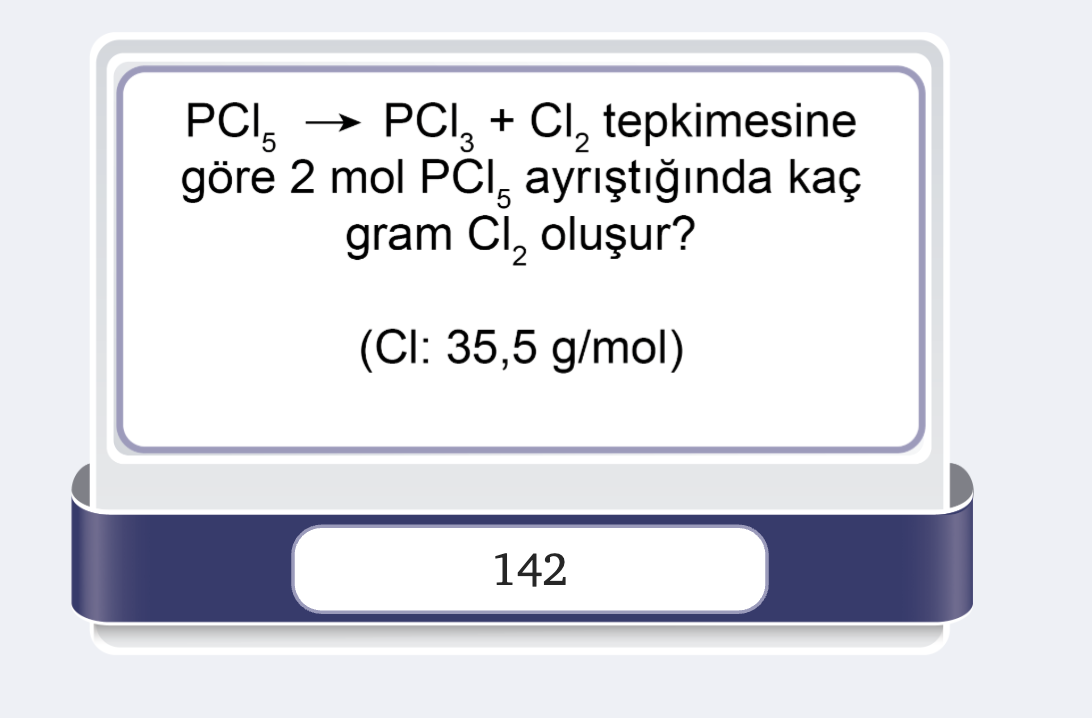 PCl₅ → PCl₃ + Cl₂ tepkimesine
göre 2 mol PCl₅ ayrıştığında kaç
gram Cl₂ oluşur?
(Cl: 35,5 g/mol)
142